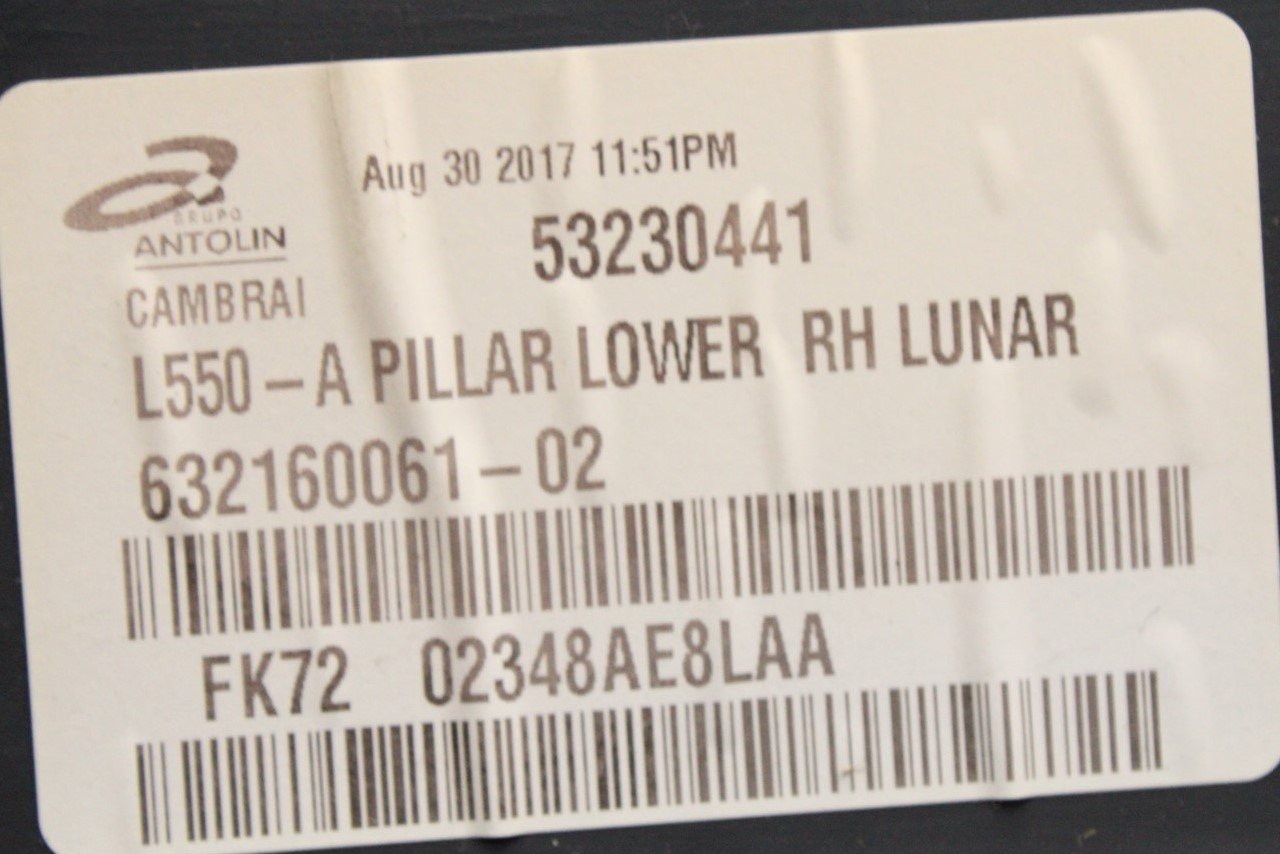 Aug 30 2017 11:51PM
GRUPO
ANTOLIN
53230441
CAMBRAI
L550-A PILLAR LOWER RH LUNAR
632160061-02
FK72 02348AE8LAA